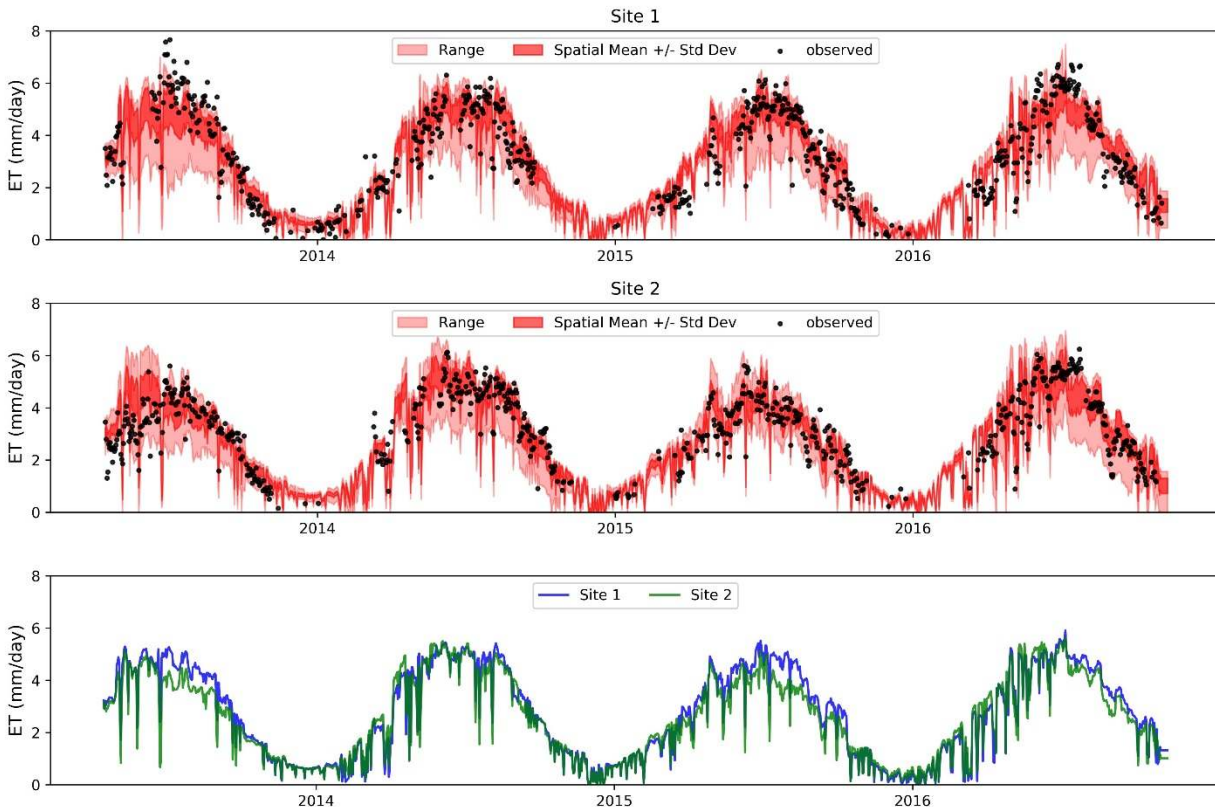 Site 1
Range Spatial Mean +/- Std Dev observed
ET (mm/day)
8
6
4
2
0
2014 2015 2016
Site 2
Range Spatial Mean +/- Std Dev observed
ET (mm/day)
8
6
4
2
0
2014 2015 2016
Site 1 Site 2
ET (mm/day)
8
6
4
2
0
2014 2015 2016